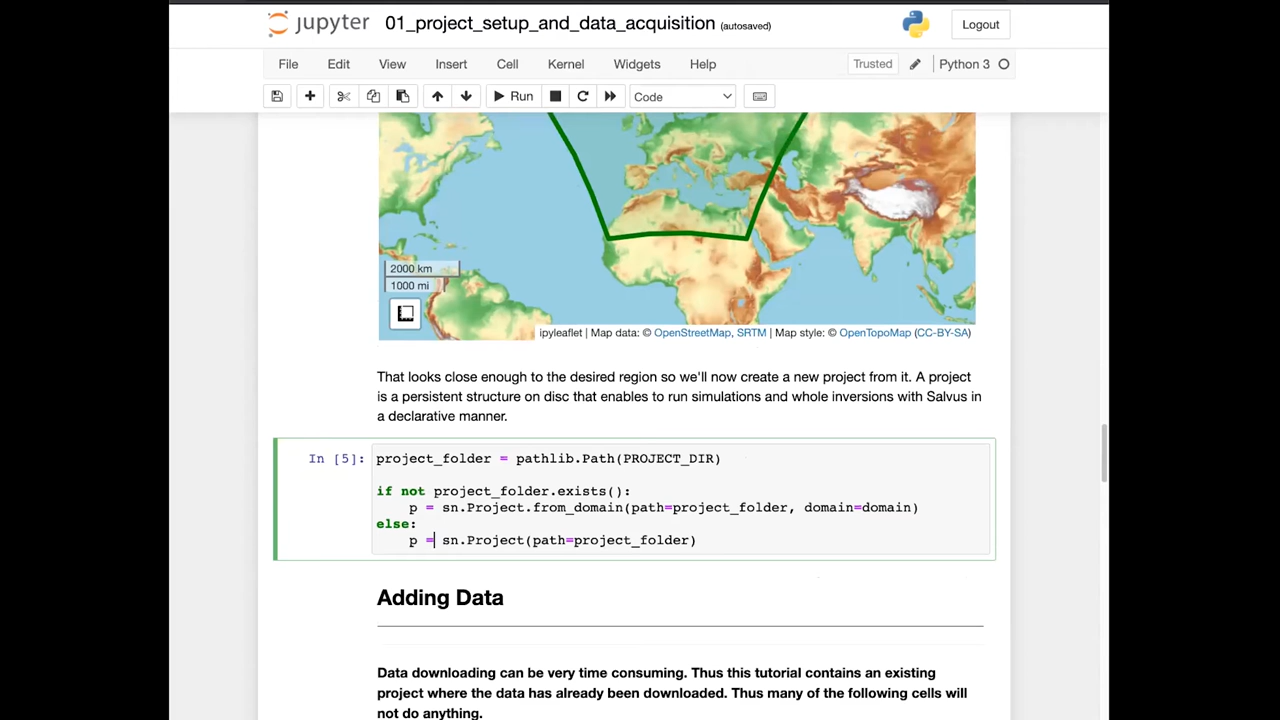 jupyter 01_project_setup_and_data_acquisition (autosaved) Logout
File Edit View Insert Cell Kernel Widgets Help Trusted Python 3
Run Code
2000 km
1000 mi
ipyleaflet | Map data: © OpenStreetMap, SRTM | Map style: © OpenTopoMap (CC-BY-SA)
That looks close enough to the desired region so we'll now create a new project from it. A project
is a persistent structure on disc that enables to run simulations and whole inversions with Salvus in
a declarative manner.
In [5]: project_folder = pathlib.Path(PROJECT_DIR)
if not project_folder.exists():
p = sn.Project.from_domain(path=project_folder, domain=domain)
else:
p = sn.Project(path=project_folder)
Adding Data
Data downloading can be very time consuming. Thus this tutorial contains an existing
project where the data has already been downloaded. Thus many of the following cells will
not do anything.